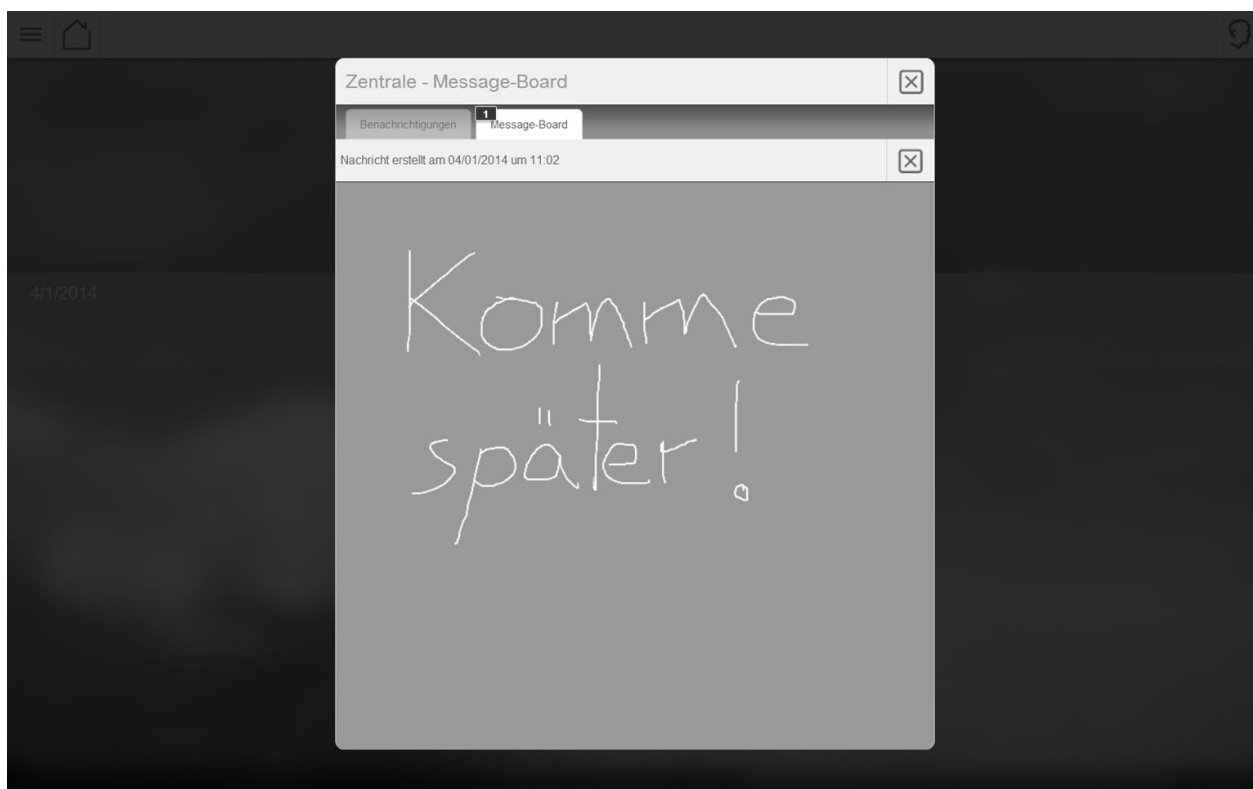 Zentrale - Message-Board
Benachrichtigungen
1
Message-Board
Nachricht erstellt am 04/01/2014 um 11:02
4/1/2014
Komme
später!